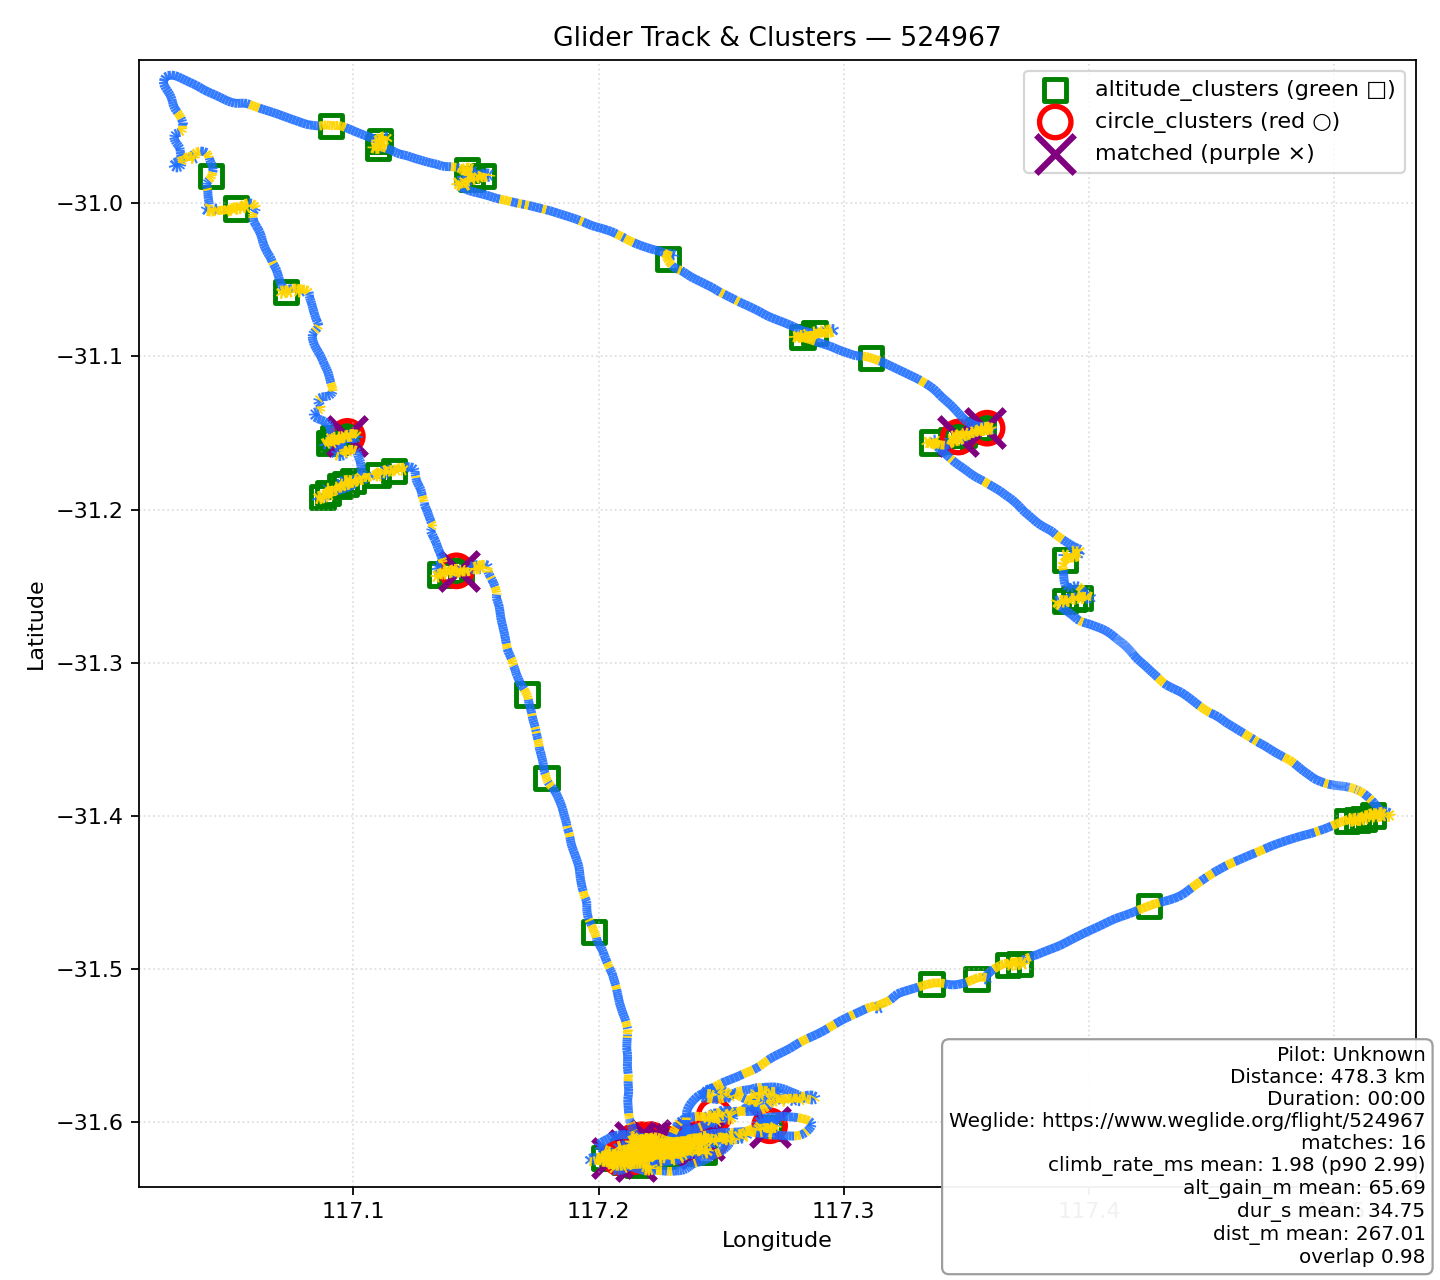 Glider Track & Clusters — 524967
altitude_clusters (green □)
circle_clusters (red ○)
matched (purple ×)
−31.0
−31.1
−31.2
−31.3
−31.4
−31.5
−31.6
Latitude
117.1
117.2
117.3
117.4
Longitude
Pilot: Unknown
Distance: 478.3 km
Duration: 00:00
Weglide: https://www.weglide.org/flight/524967
matches: 16
climb_rate_ms mean: 1.98 (p90 2.99)
alt_gain_m mean: 65.69
dur_s mean: 34.75
dist_m mean: 267.01
overlap 0.98